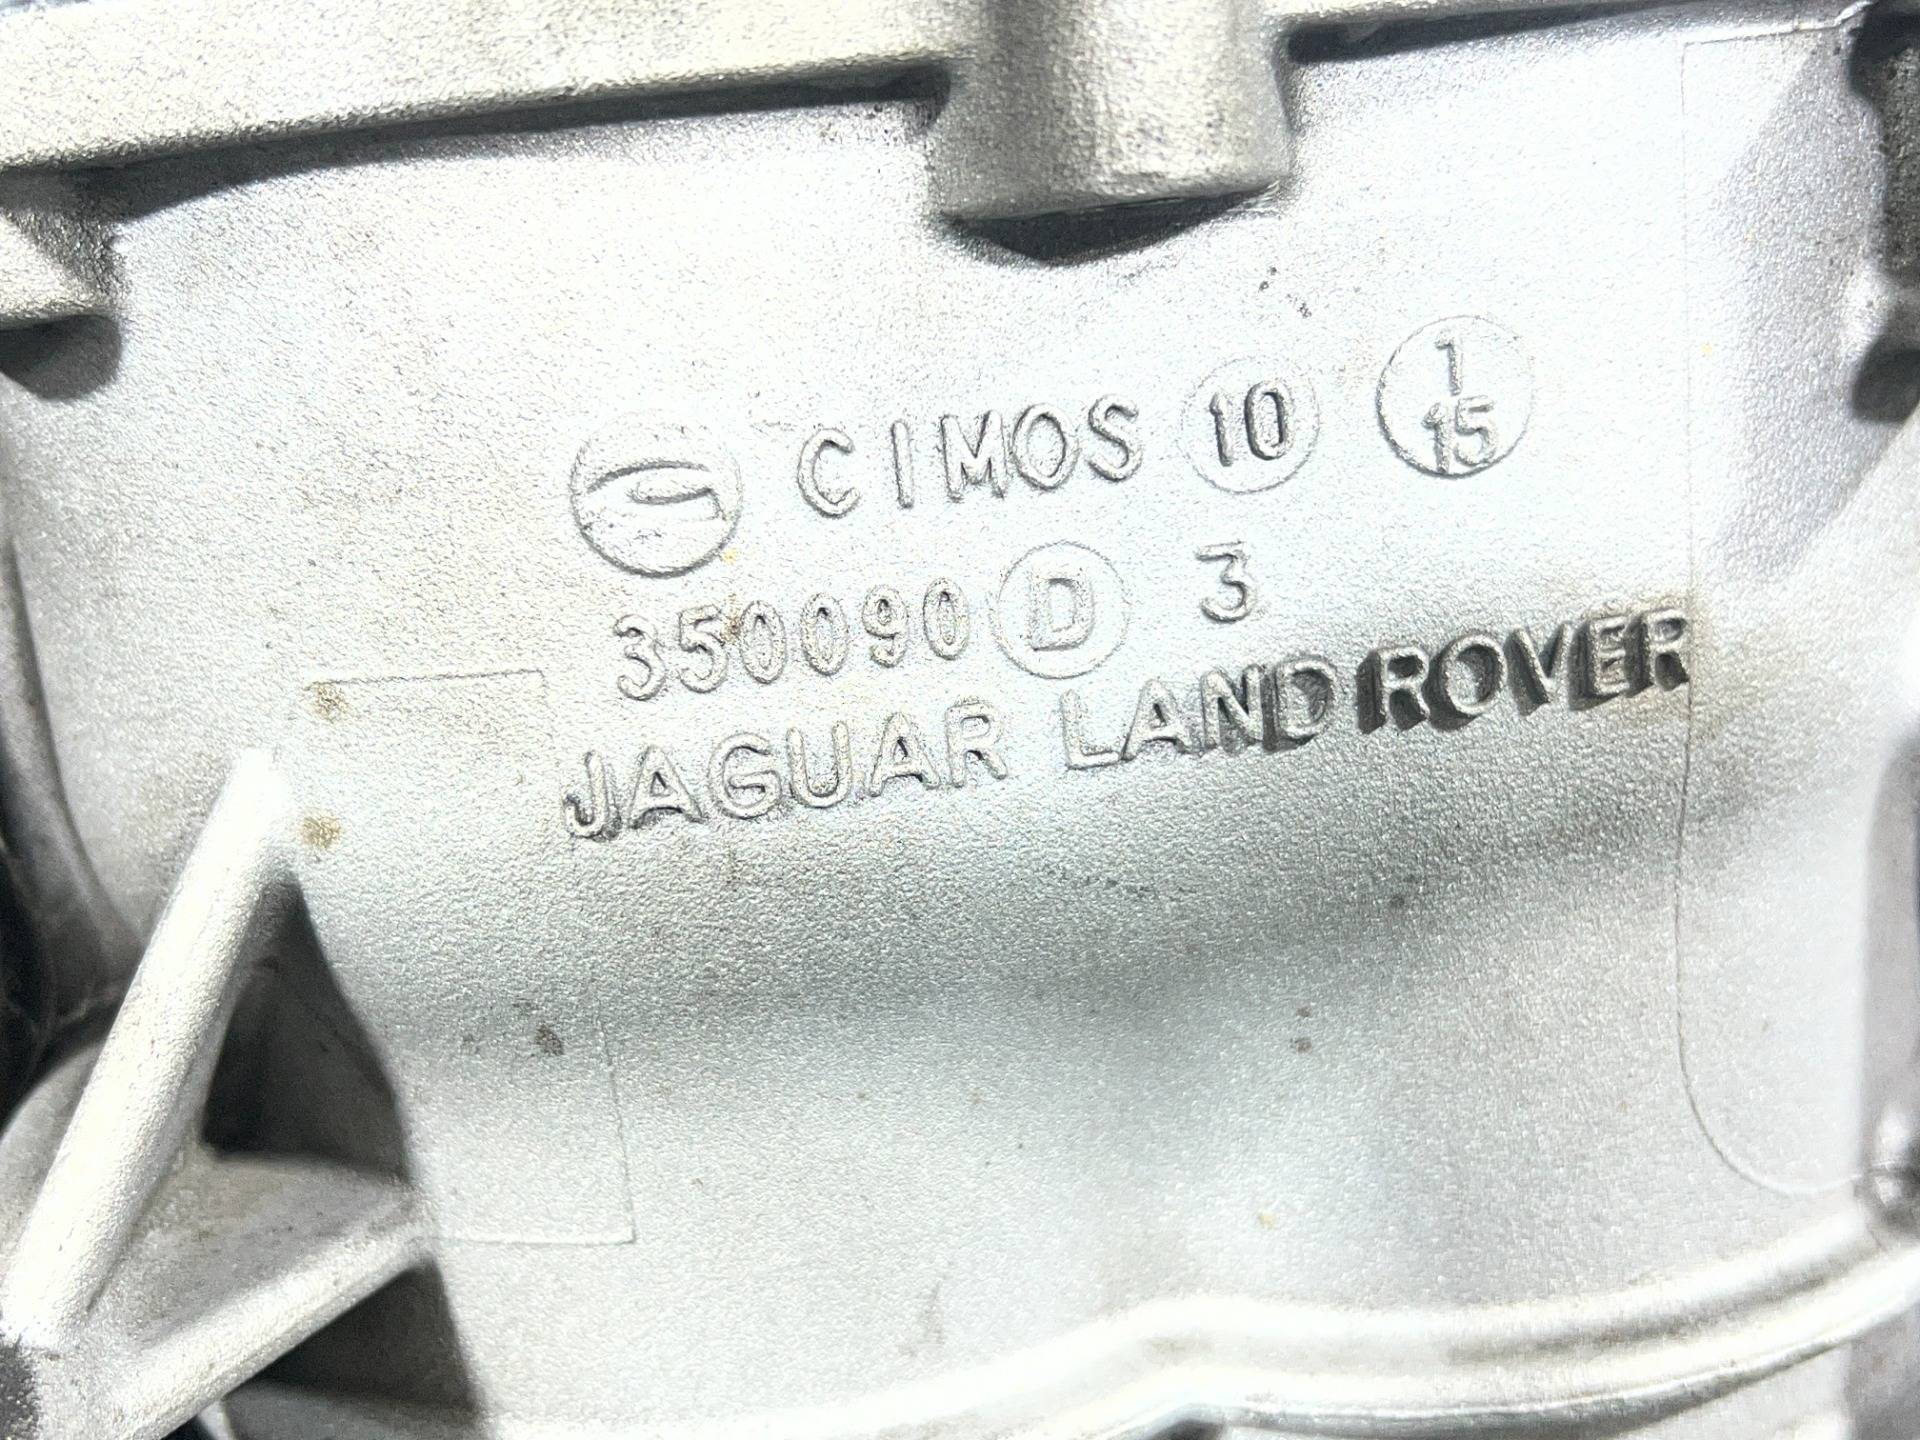 CIMOS 10 1
15
350090 D 3
JAGUAR LAND ROVER